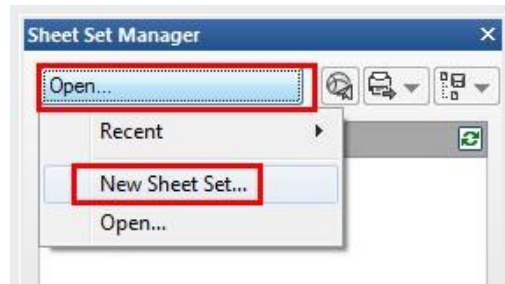 Sheet Set Manager
Open...
Recent
New Sheet Set...
Open...